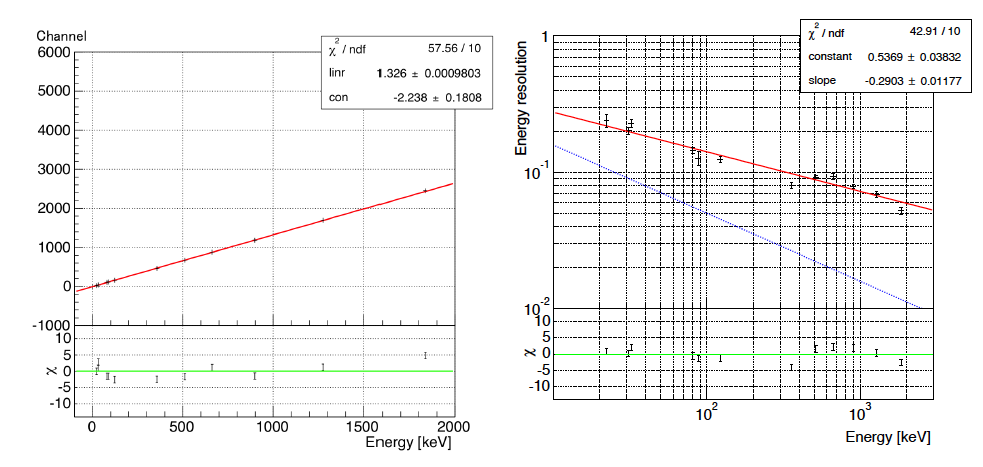 Channel
6000
5000
4000
3000
2000
1000
0
-1000
χ² / ndf 57.56 / 10
linr 1.326 ± 0.0009803
con -2.238 ± 0.1808
10
5
0
-5
-10
χ
0 500 1000 1500 2000
Energy [keV]
Energy resolution
1
10⁻¹
10⁻²
χ² / ndf 42.91 / 10
constant 0.5369 ± 0.03832
slope -0.2903 ± 0.01177
10
5
0
-5
-10
χ
10² 10³
Energy [keV]